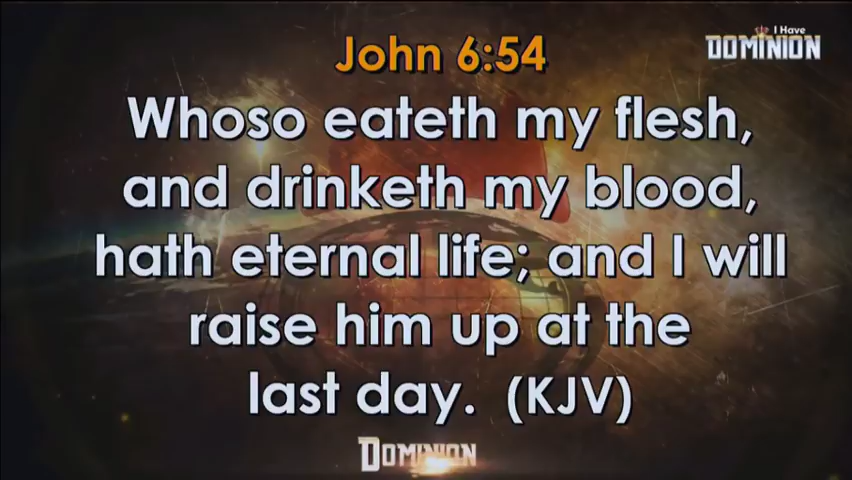 I Have
DOMINION
John 6:54
Whoso eateth my flesh,
and drinketh my blood,
hath eternal life; and I will
raise him up at the
last day. (KJV)
DOMINION